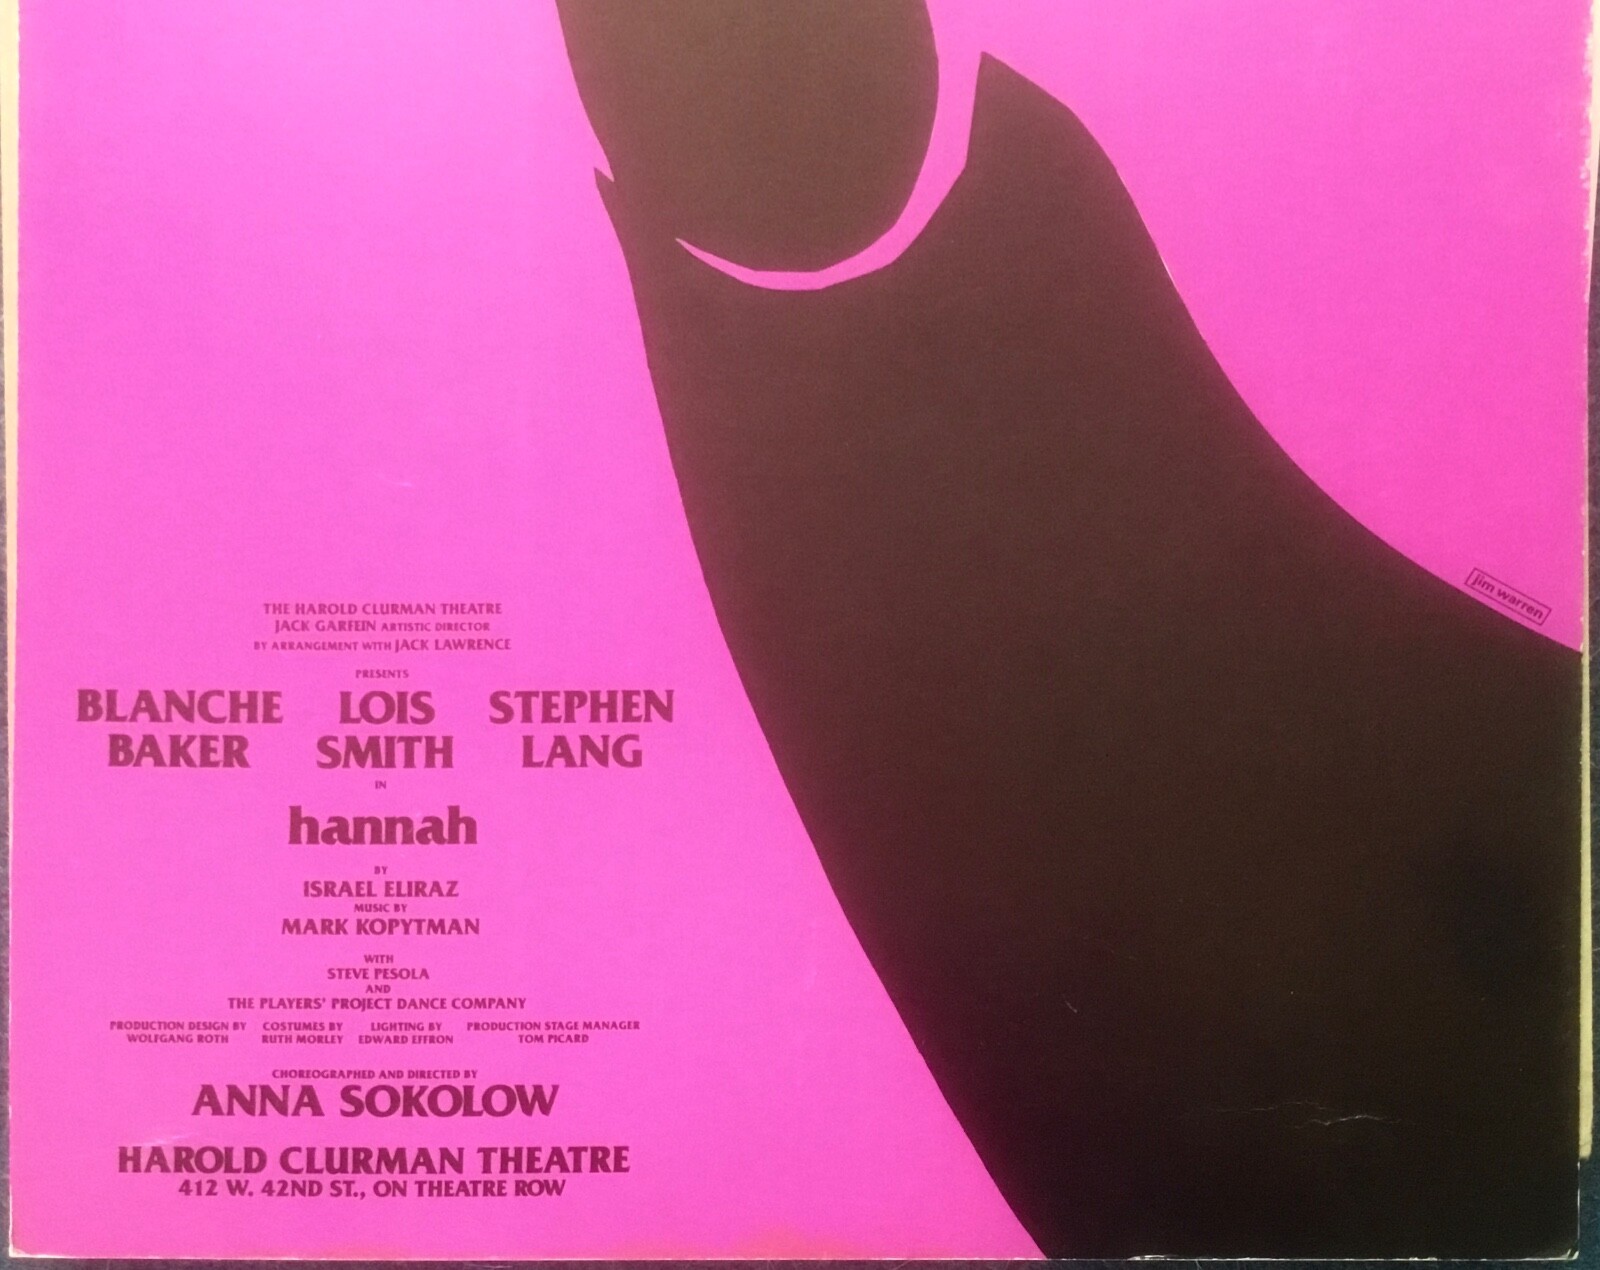 jim warren
THE HAROLD CLURMAN THEATRE
JACK GARFEIN ARTISTIC DIRECTOR
BY ARRANGEMENT WITH JACK LAWRENCE
PRESENTS
BLANCHE LOIS STEPHEN
BAKER SMITH LANG
IN
hannah
BY
ISRAEL ELIRAZ
MUSIC BY
MARK KOPYTMAN
WITH
STEVE PESOLA
AND
THE PLAYERS' PROJECT DANCE COMPANY
PRODUCTION DESIGN BY COSTUMES BY LIGHTING BY PRODUCTION STAGE MANAGER
WOLFGANG ROTH RUTH MORLEY EDWARD EFFRON TOM PICARD
CHOREOGRAPHED AND DIRECTED BY
ANNA SOKOLOW
HAROLD CLURMAN THEATRE
412 W. 42ND ST., ON THEATRE ROW